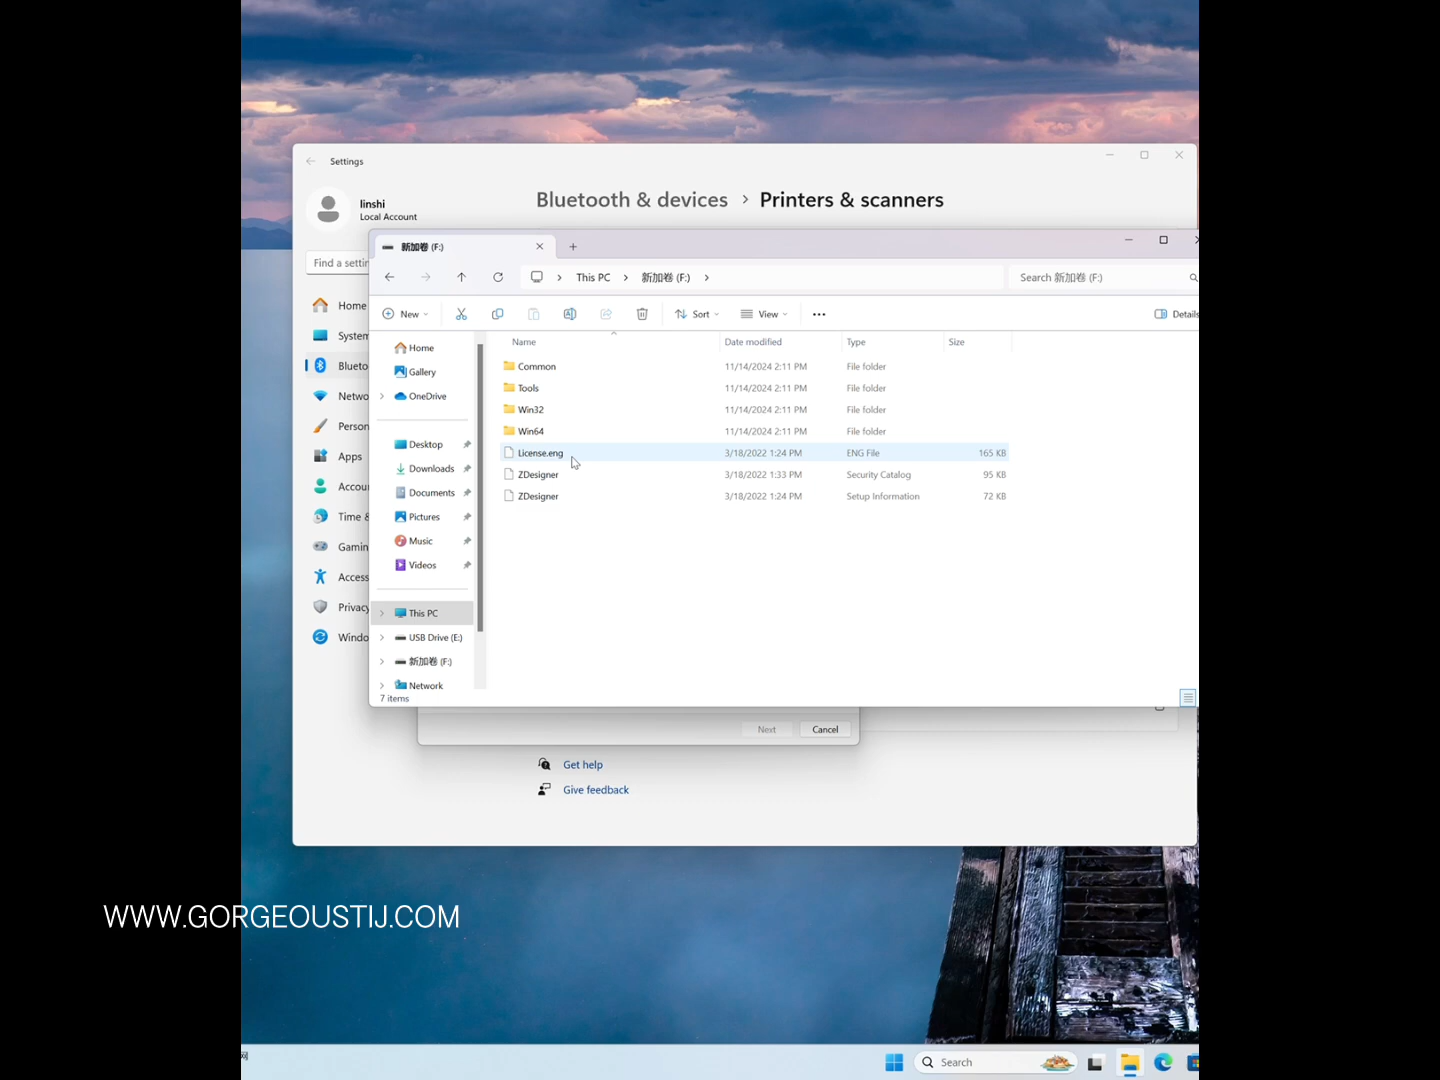 Settings
linshi
Local Account
Bluetooth & devices > Printers & scanners
Find a setti
Home
System
Blueto
Netwo
Person
Apps
Accou
Time &
Gamin
Access
Privacy
Windo
新加卷 (F:)
This PC > 新加卷 (F:) >
Search 新加卷 (F:)
New
Sort
View
Details
Home
Gallery
OneDrive
Desktop
Downloads
Documents
Pictures
Music
Videos
This PC
USB Drive (E:)
新加卷 (F:)
Network
7 items
Name Date modified Type Size
Common 11/14/2024 2:11 PM File folder
Tools 11/14/2024 2:11 PM File folder
Win32 11/14/2024 2:11 PM File folder
Win64 11/14/2024 2:11 PM File folder
License.eng 3/18/2022 1:24 PM ENG File 165 KB
ZDesigner 3/18/2022 1:33 PM Security Catalog 95 KB
ZDesigner 3/18/2022 1:24 PM Setup Information 72 KB
Next Cancel
Get help
Give feedback
WWW.GORGEOUSTIJ.COM
Search